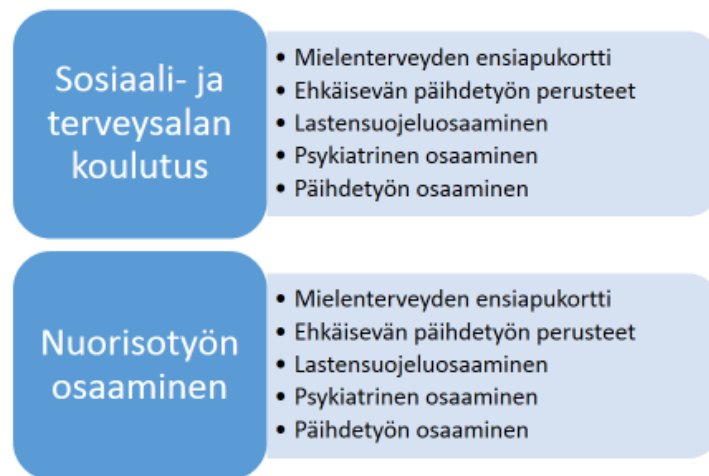 Sosiaali- ja
terveysalan
koulutus
• Mielenterveyden ensiapukortti
• Ehkäisevän päihdetyön perusteet
• Lastensuojeluosaaminen
• Psykiatrinen osaaminen
• Päihdetyön osaaminen
Nuorisotyön
osaaminen
• Mielenterveyden ensiapukortti
• Ehkäisevän päihdetyön perusteet
• Lastensuojeluosaaminen
• Psykiatrinen osaaminen
• Päihdetyön osaaminen